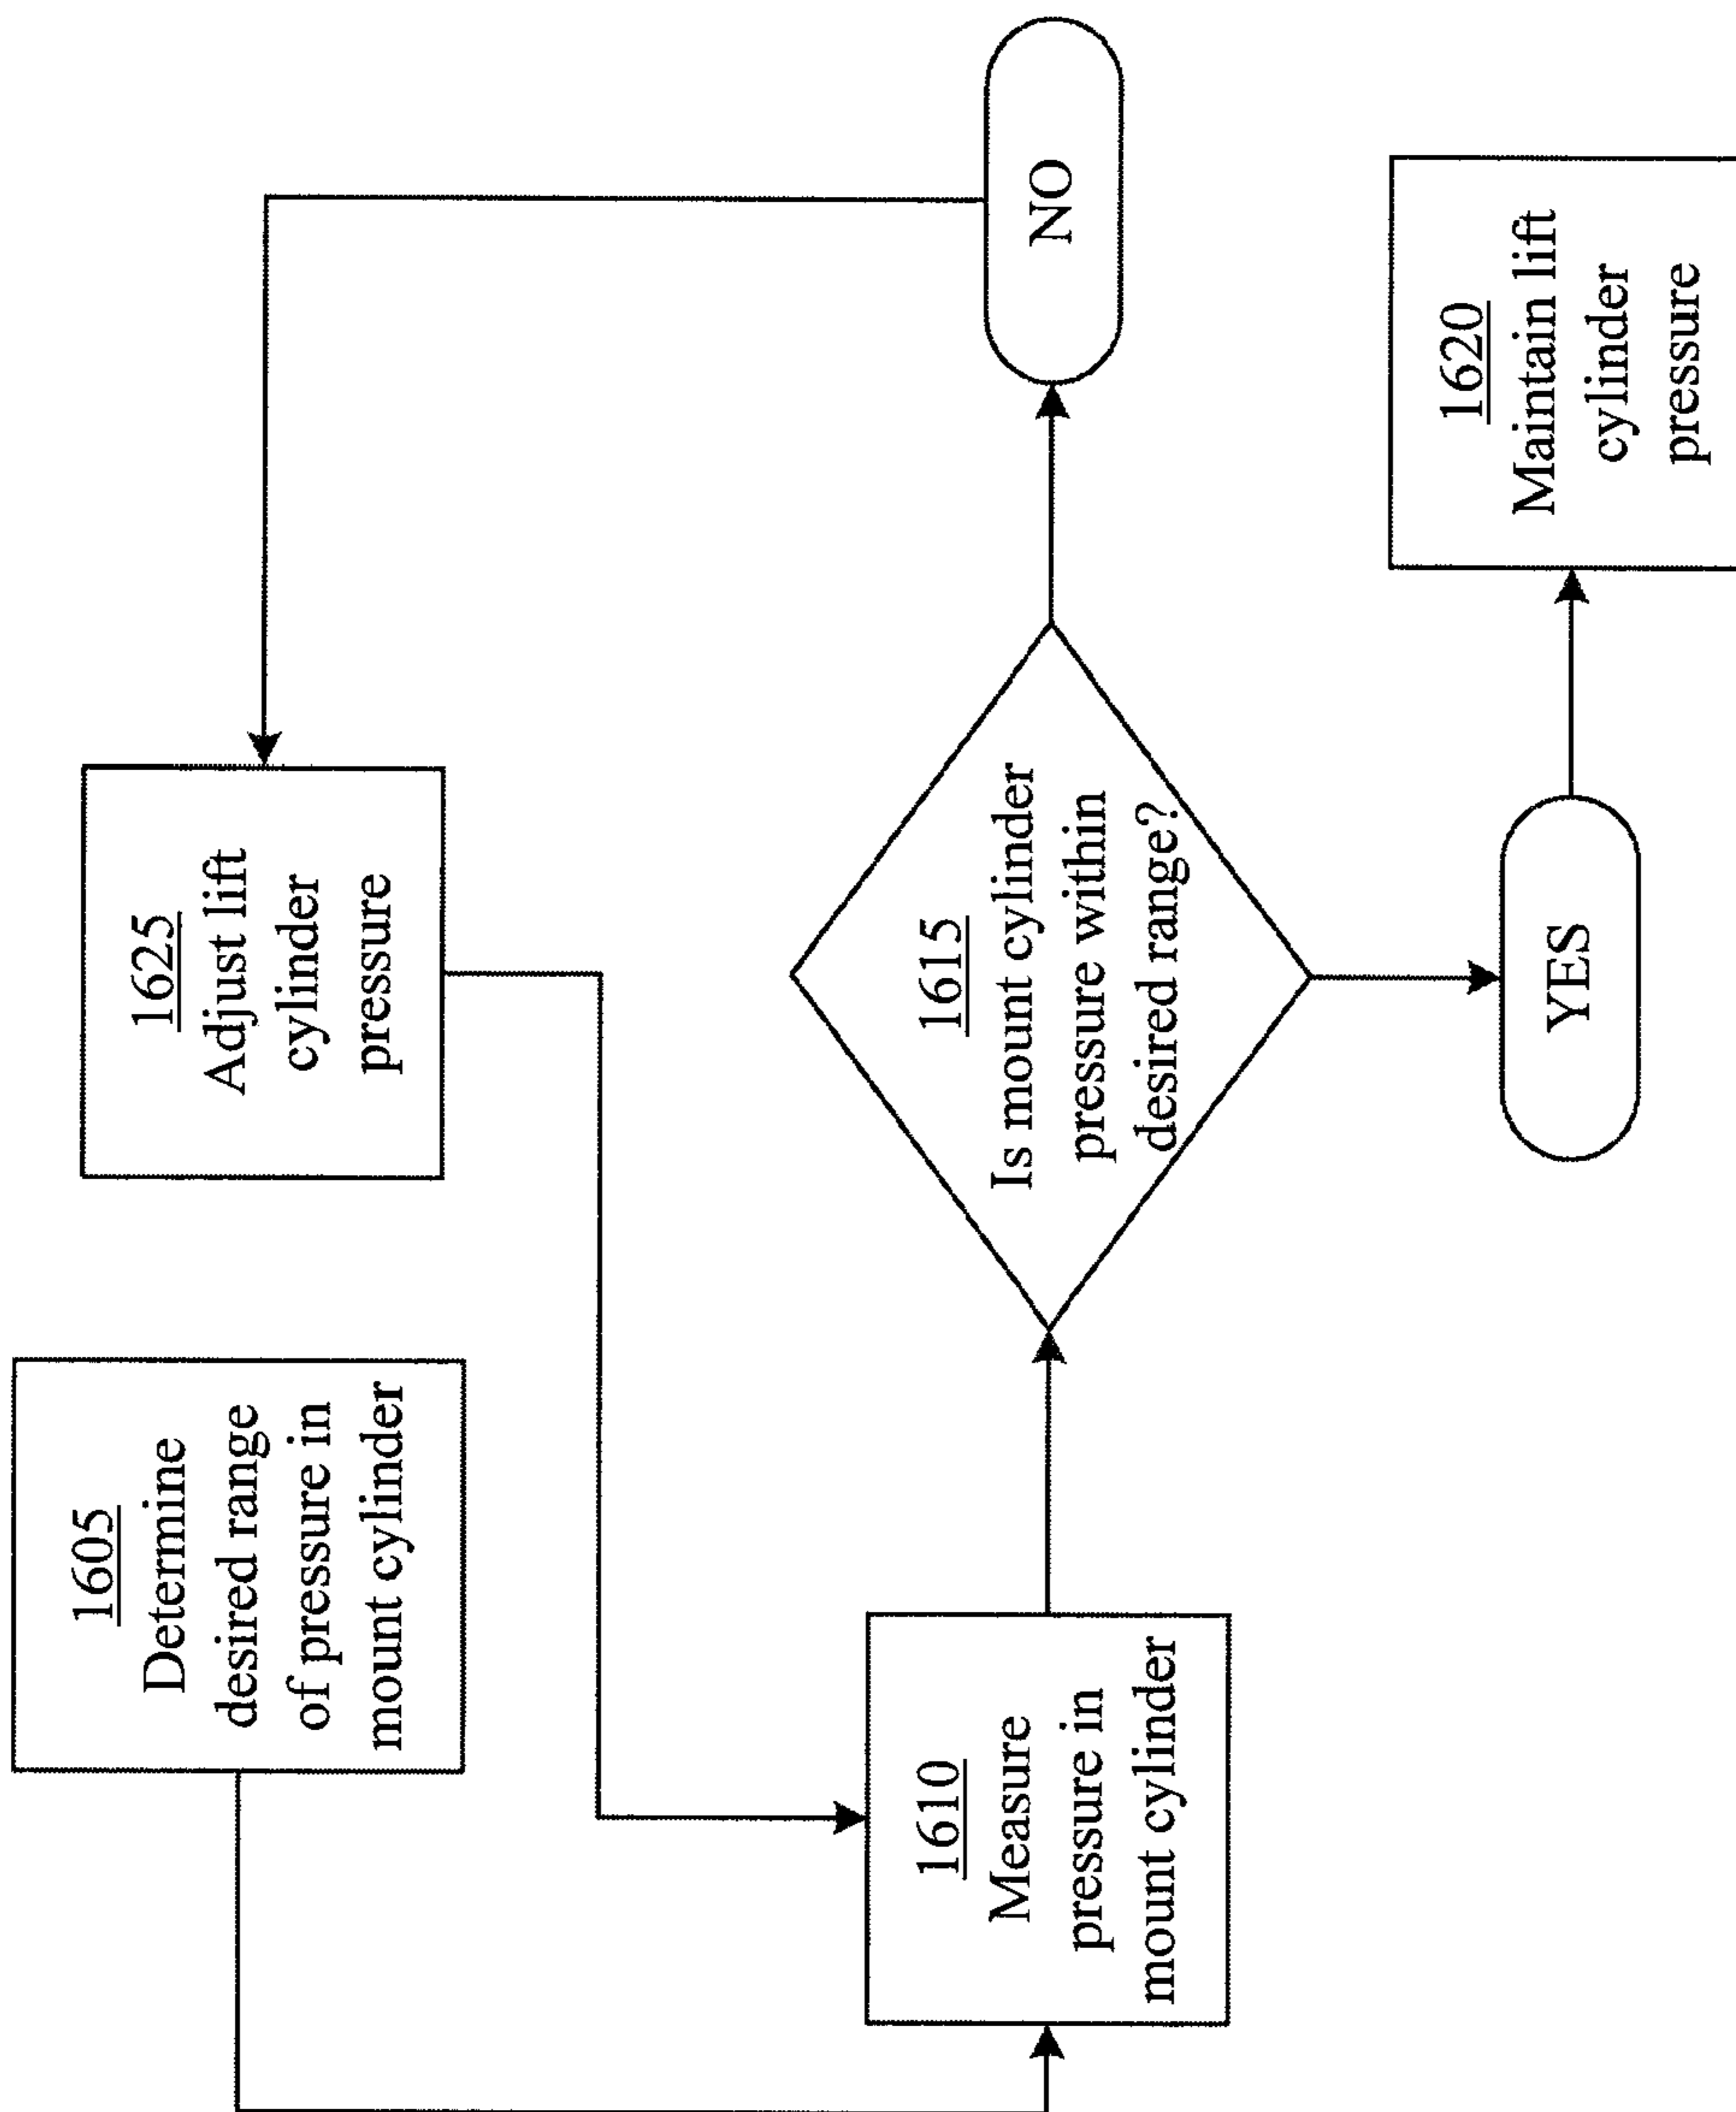 1605
Determine
desired range
of pressure in
mount cylinder
1625
Adjust lift
cylinder
pressure
1610
Measure
pressure in
mount cylinder
1615
Is mount cylinder
pressure within
desired range?
NO
YES
1620
Maintain lift
cylinder
pressure